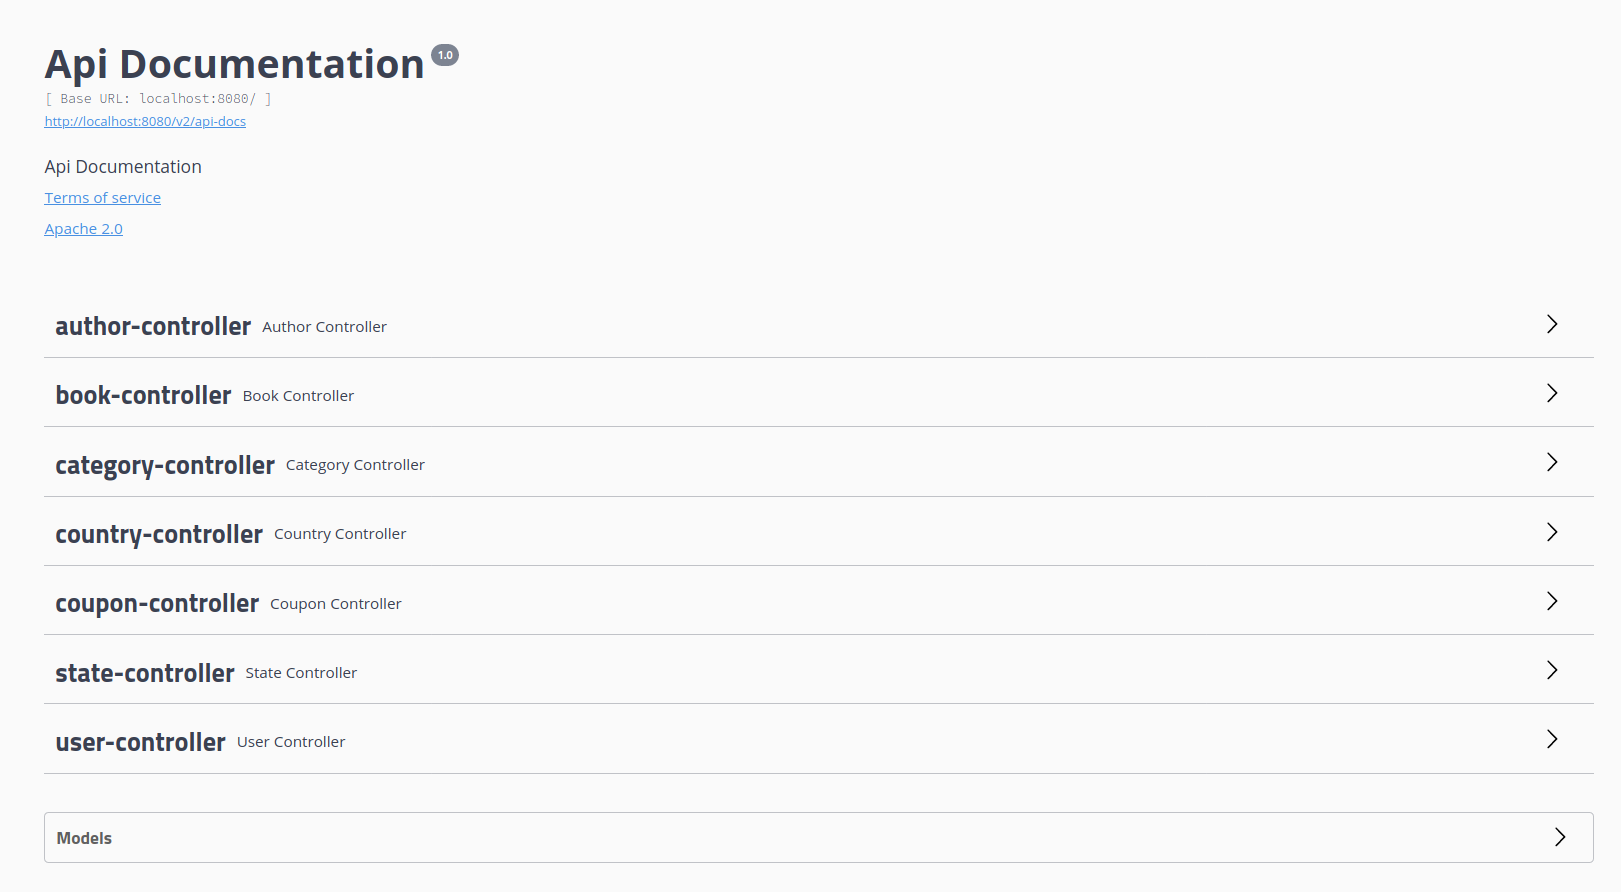 Api Documentation 1.0
[ Base URL: localhost:8080/ ]
http://localhost:8080/v2/api-docs
Api Documentation
Terms of service
Apache 2.0
author-controller Author Controller
book-controller Book Controller
category-controller Category Controller
country-controller Country Controller
coupon-controller Coupon Controller
state-controller State Controller
user-controller User Controller
Models